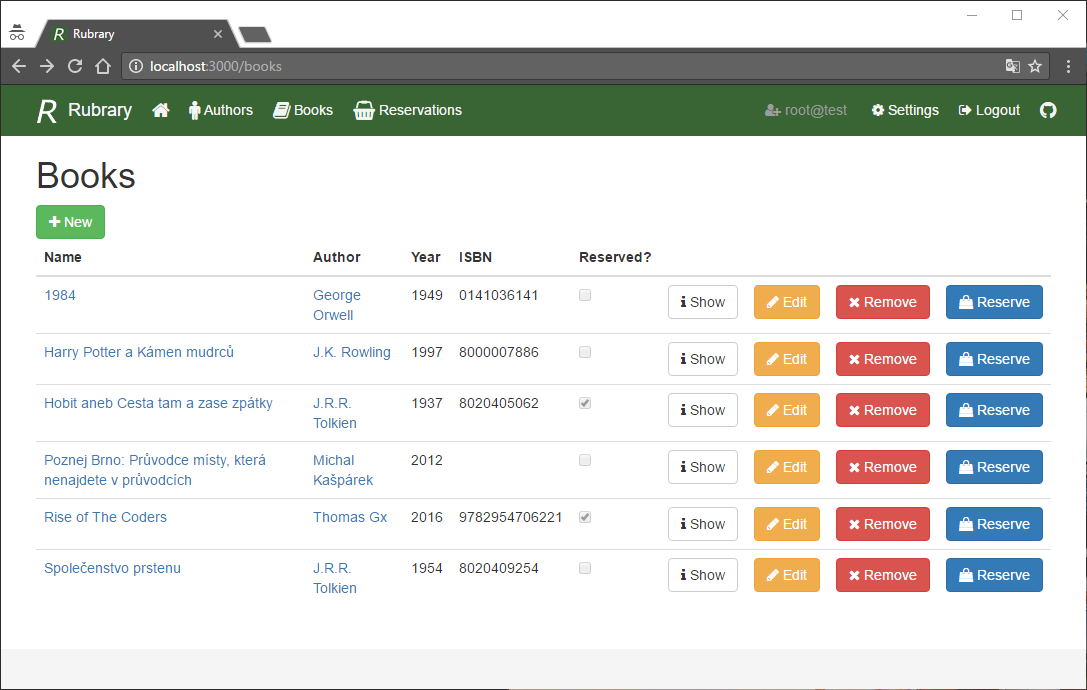 R Rubrary
localhost:3000/books
R Rubrary Authors Books Reservations root@test Settings Logout
Books
New
Name Author Year ISBN Reserved?
1984 George 1949 0141036141 Show Edit Remove Reserve
Orwell
Harry Potter a Kámen mudrců J.K. Rowling 1997 8000007886 Show Edit Remove Reserve
Hobit aneb Cesta tam a zase zpátky J.R.R. 1937 8020405062 Show Edit Remove Reserve
Tolkien
Poznej Brno: Průvodce místy, která Michal 2012 Show Edit Remove Reserve
nenajdete v průvodcích Kašpárek
Rise of The Coders Thomas Gx 2016 9782954706221 Show Edit Remove Reserve
Společenstvo prstenu J.R.R. 1954 8020409254 Show Edit Remove Reserve
Tolkien